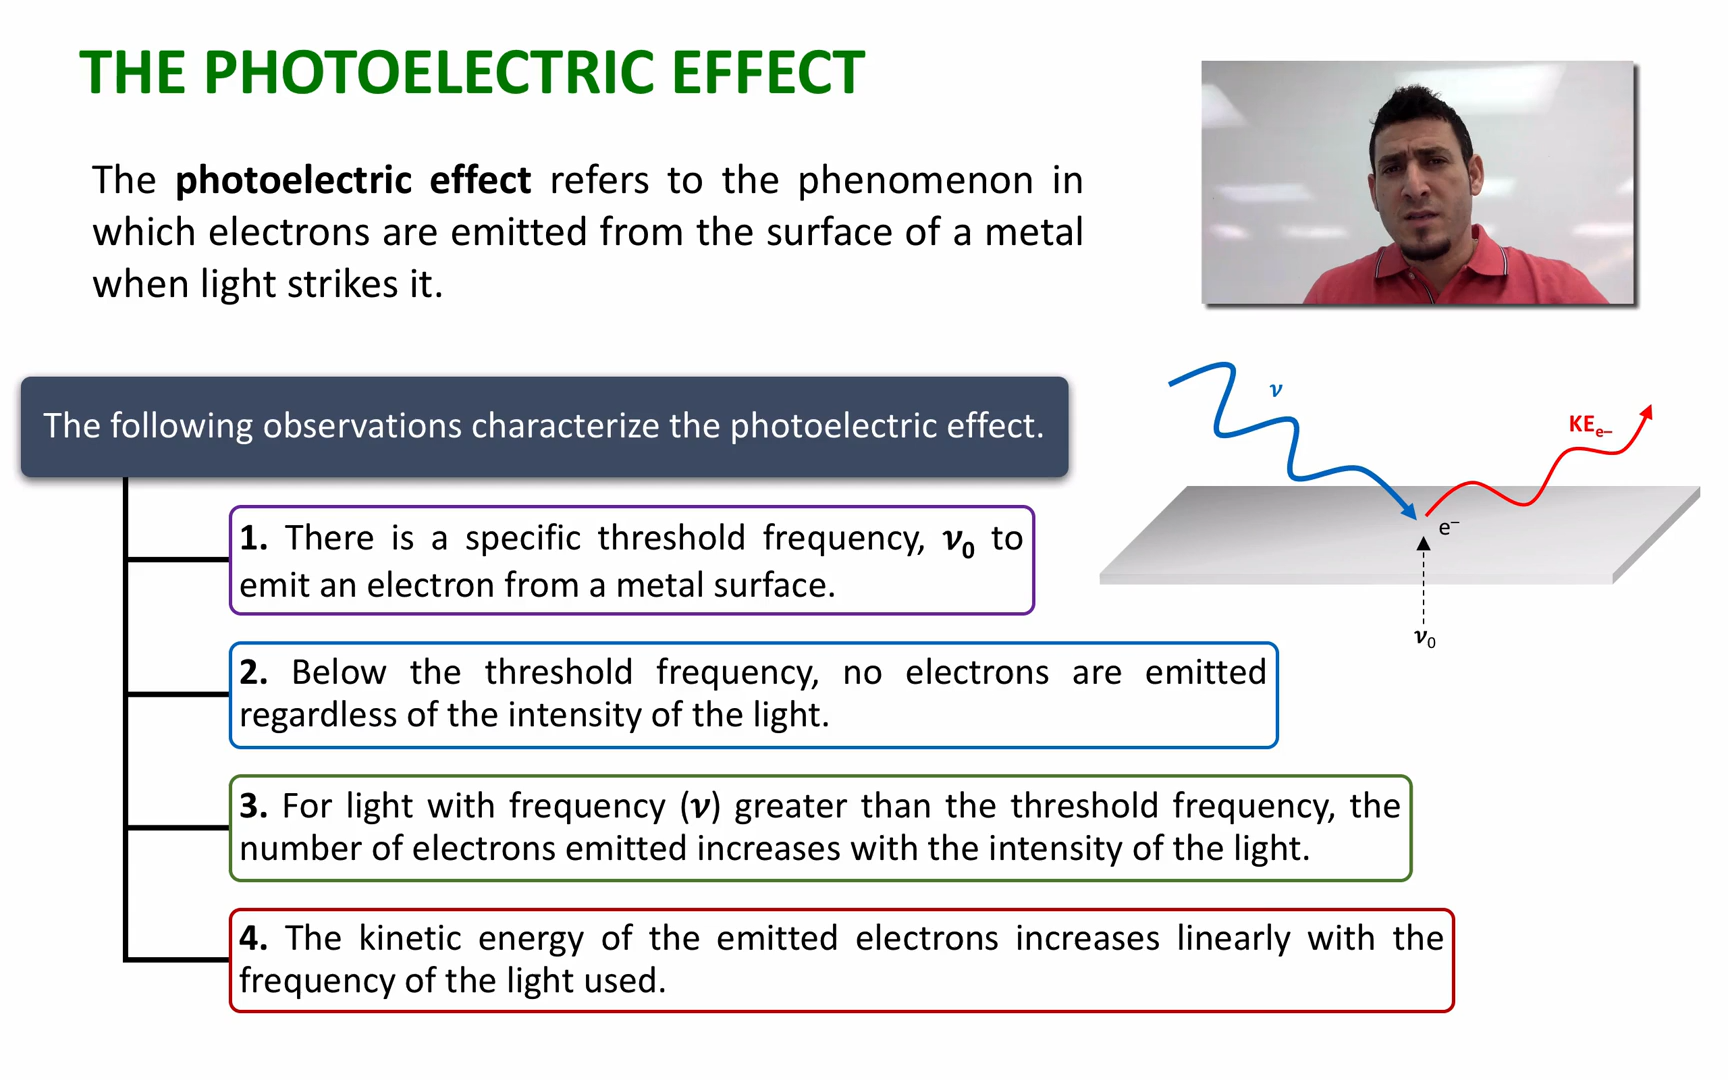 THE PHOTOELECTRIC EFFECT
The photoelectric effect refers to the phenomenon in
which electrons are emitted from the surface of a metal
when light strikes it.
The following observations characterize the photoelectric effect.
1. There is a specific threshold frequency, ν₀ to
emit an electron from a metal surface.
2. Below the threshold frequency, no electrons are emitted
regardless of the intensity of the light.
3. For light with frequency (ν) greater than the threshold frequency, the
number of electrons emitted increases with the intensity of the light.
4. The kinetic energy of the emitted electrons increases linearly with the
frequency of the light used.
ν
KEe–
e–
ν₀